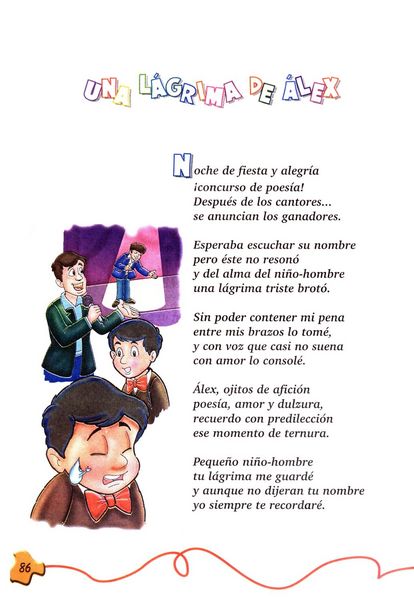 UNA LÁGRIMA DE ÁLEX
Noche de fiesta y alegría
¡concurso de poesía!
Después de los cantores...
se anuncian los ganadores.
Esperaba escuchar su nombre
pero éste no resonó
y del alma del niño-hombre
una lágrima triste brotó.
Sin poder contener mi pena
entre mis brazos lo tomé,
y con voz que casi no suena
con amor lo consolé.
Álex, ojitos de afición
poesía, amor y dulzura,
recuerdo con predilección
ese momento de ternura.
Pequeño niño-hombre
tu lágrima me guardé
y aunque no dijeran tu nombre
yo siempre te recordaré.
86